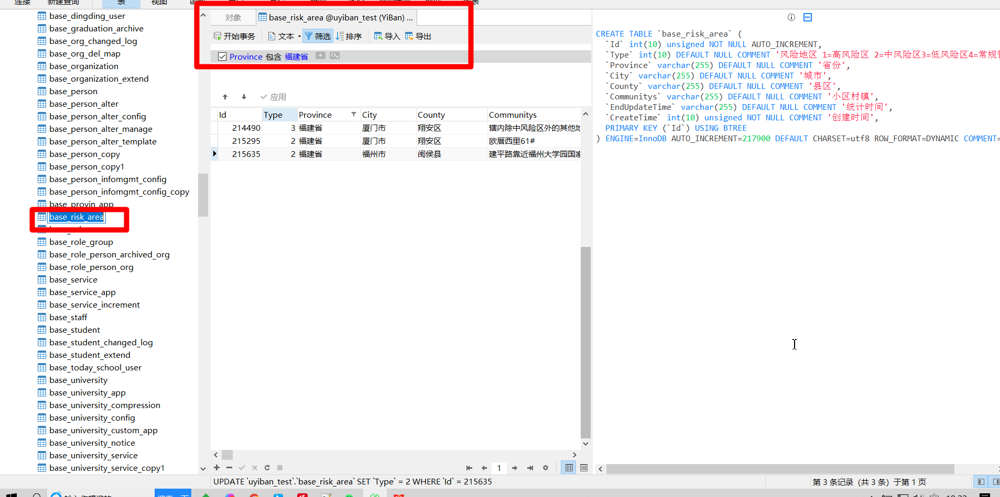 连接
新建查询
表
视图
base_dingding_user
base_graduation_archive
base_org_changed_log
base_org_del_map
base_organization
base_organization_extend
base_person
base_person_alter
base_person_alter_config
base_person_alter_manage
base_person_alter_template
base_person_copy
base_person_copy1
base_person_infomgmt_config
base_person_infomgmt_config_copy
base_provin_app
base_risk_area
base_role_group
base_role_person_archived_org
base_role_person_org
base_service
base_service_app
base_service_increment
base_staff
base_student
base_student_changed_log
base_student_extend
base_today_school_user
base_university
base_university_app
base_university_compression
base_university_config
base_university_custom_app
base_university_notice
base_university_service
base_university_service_copy1
对象
base_risk_area @uyiban_test (YiBan) ...
开始事务 文本 筛选 排序 导入 导出
Province 包含 福建省
应用
Id Type Province City County Communitys
214490 3 福建省 厦门市 翔安区 辖内除中风险区外的其他地
215295 2 福建省 厦门市 翔安区 欧厝西里61#
215635 2 福建省 福州市 闽侯县 建平路靠近福州大学园国家
1
CREATE TABLE `base_risk_area` (
`Id` int(10) unsigned NOT NULL AUTO_INCREMENT,
`Type` int(10) DEFAULT NULL COMMENT '风险地区 1=高风险区 2=中风险区3=低风险区4=常规管
`Province` varchar(255) DEFAULT NULL COMMENT '省份',
`City` varchar(255) DEFAULT NULL COMMENT '城市',
`County` varchar(255) DEFAULT NULL COMMENT '县区',
`Communitys` varchar(255) DEFAULT NULL COMMENT '小区村镇',
`EndUpdateTime` varchar(255) DEFAULT NULL COMMENT '统计时间',
`CreateTime` int(10) unsigned NOT NULL COMMENT '创建时间',
PRIMARY KEY (`Id`) USING BTREE
) ENGINE=InnoDB AUTO_INCREMENT=217900 DEFAULT CHARSET=utf8 ROW_FORMAT=DYNAMIC COMMENT=
UPDATE `uyiban_test`.`base_risk_area` SET `Type` = 2 WHERE `Id` = 215635
第 3 条记录 (共 3 条) 于第 1 页